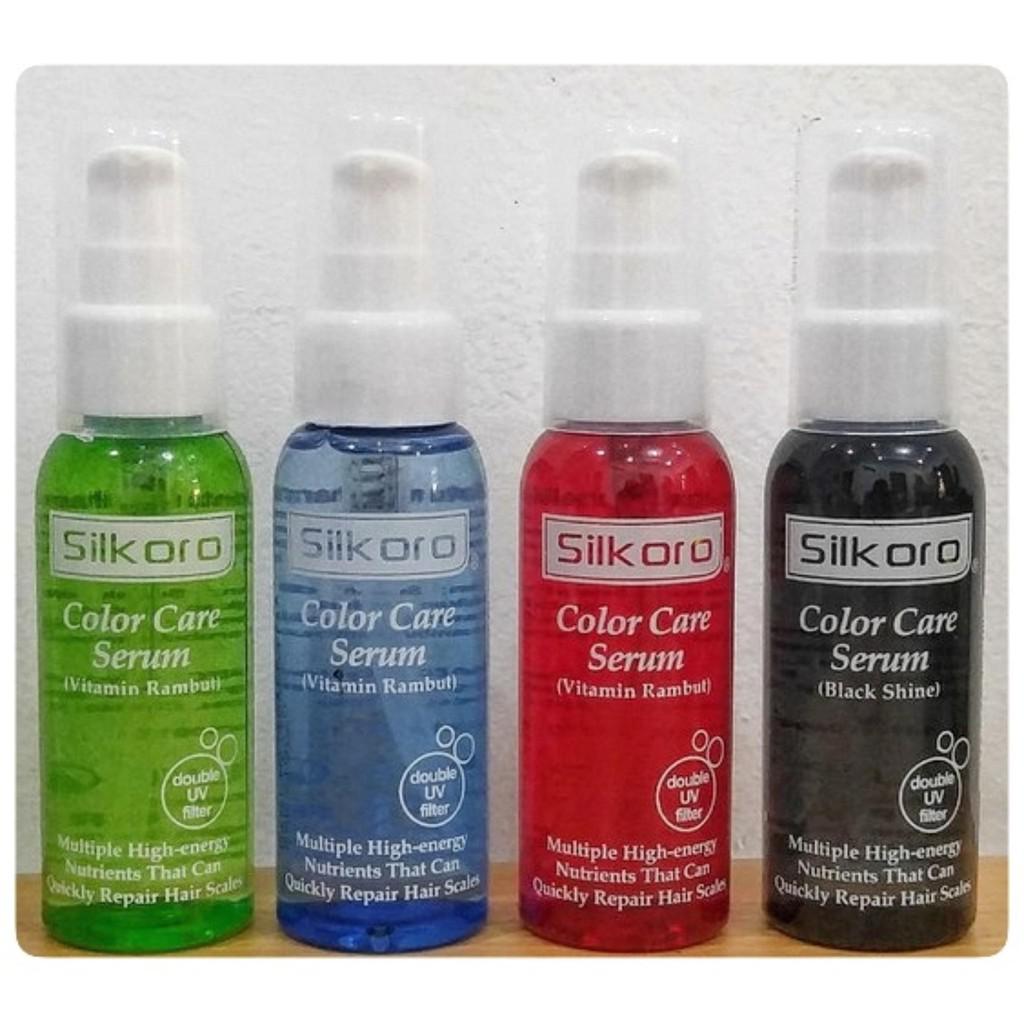 Silkoro
Color Care
Serum
(Vitamin Rambut)
double
UV
filter
Multiple High-energy
Nutrients That Can
Quickly Repair Hair Scales
Silkoro
®
Color Care
Serum
(Vitamin Rambut)
double
UV
filter
Multiple High-energy
Nutrients That Can
Quickly Repair Hair Scales
Silkoro
®
Color Care
Serum
(Vitamin Rambut)
double
UV
filter
Multiple High-energy
Nutrients That Can
Quickly Repair Hair Scales
Silkoro
®
Color Care
Serum
(Black Shine)
double
UV
filter
Multiple High-energy
Nutrients That Can
Quickly Repair Hair Scales